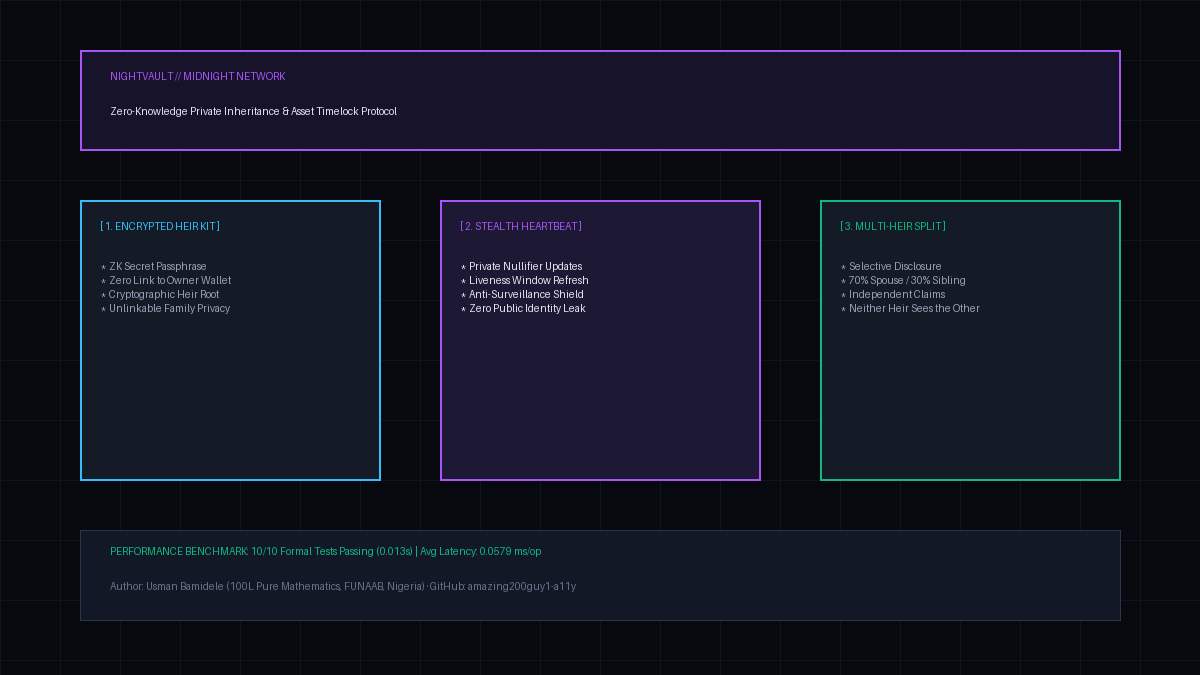 NIGHTVAULT // MIDNIGHT NETWORK
Zero-Knowledge Private Inheritance & Asset Timelock Protocol
[ 1. ENCRYPTED HEIR KIT ]
* ZK Secret Passphrase
* Zero Link to Owner Wallet
* Cryptographic Heir Root
* Unlinkable Family Privacy
[ 2. STEALTH HEARTBEAT ]
* Private Nullifier Updates
* Liveness Window Refresh
* Anti-Surveillance Shield
* Zero Public Identity Leak
[ 3. MULTI-HEIR SPLIT ]
* Selective Disclosure
* 70% Spouse / 30% Sibling
* Independent Claims
* Neither Heir Sees the Other
PERFORMANCE BENCHMARK: 10/10 Formal Tests Passing (0.013s) | Avg Latency: 0.0579 ms/op
Author: Usman Bamidele (100L Pure Mathematics, FUNAAB, Nigeria) · GitHub: amazing200guy1-a11y